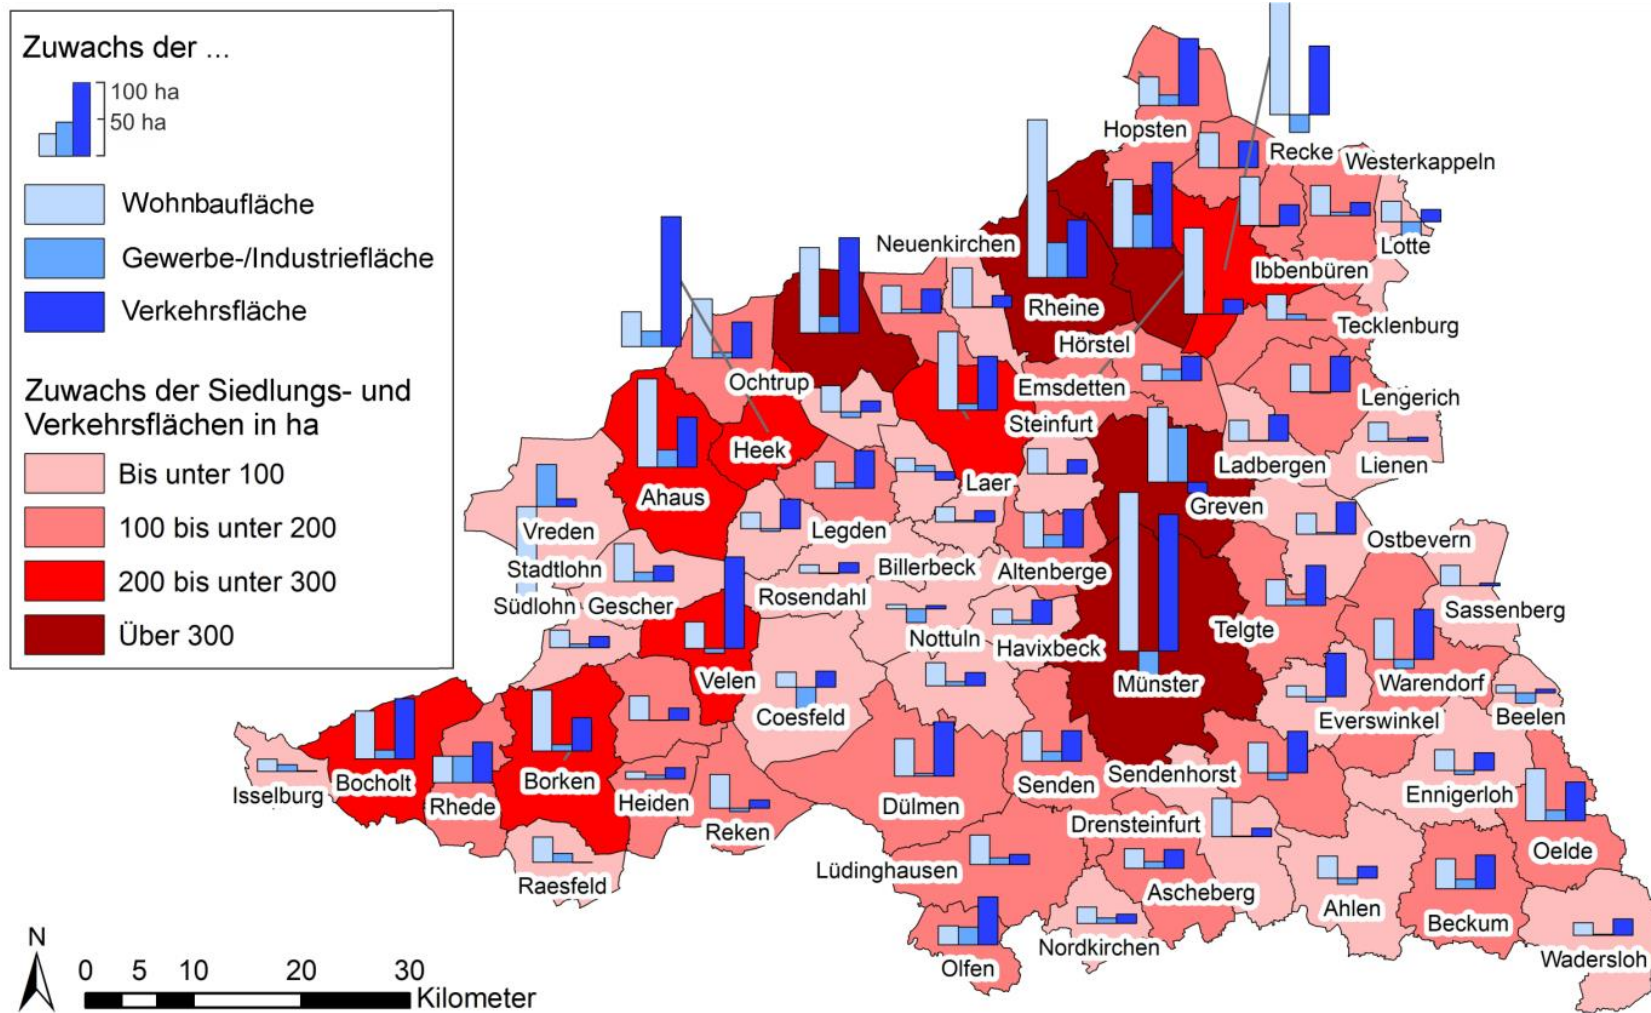 Zuwachs der ...
100 ha
50 ha
Wohnbaufläche
Gewerbe-/Industriefläche
Verkehrsfläche
Zuwachs der Siedlungs- und
Verkehrsflächen in ha
Bis unter 100
100 bis unter 200
200 bis unter 300
Über 300
Hopsten
Recke
Westerkappeln
Neuenkirchen
Lotte
Ibbenbüren
Rheine
Tecklenburg
Hörstel
Ochtrup
Emsdetten
Lengerich
Steinfurt
Heek
Ladbergen
Lienen
Laer
Ahaus
Greven
Vreden
Legden
Ostbevern
Stadtlohn
Billerbeck
Altenberge
Rosendahl
Südlohn
Gescher
Sassenberg
Nottuln
Havixbeck
Telgte
Velen
Münster
Warendorf
Coesfeld
Everswinkel
Beelen
Sendenhorst
Bocholt
Borken
Senden
Isselburg
Rhede
Heiden
Dülmen
Ennigerloh
Reken
Drensteinfurt
Oelde
Lüdinghausen
Raesfeld
Ascheberg
Ahlen
Beckum
Nordkirchen
Olfen
Wadersloh
N
0 5 10 20 30
Kilometer